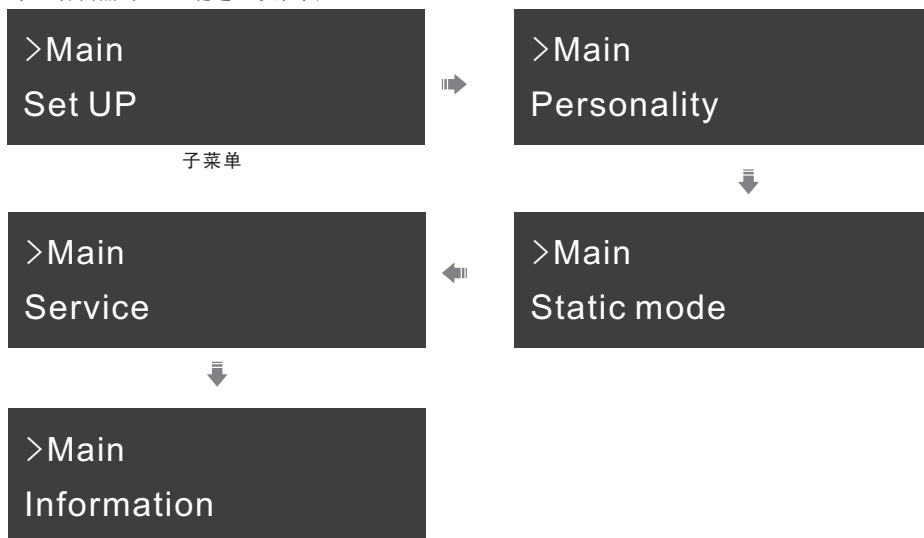 >Main
Set UP
>Main
Personality
子菜单
>Main
Static mode
>Main
Service
>Main
Information